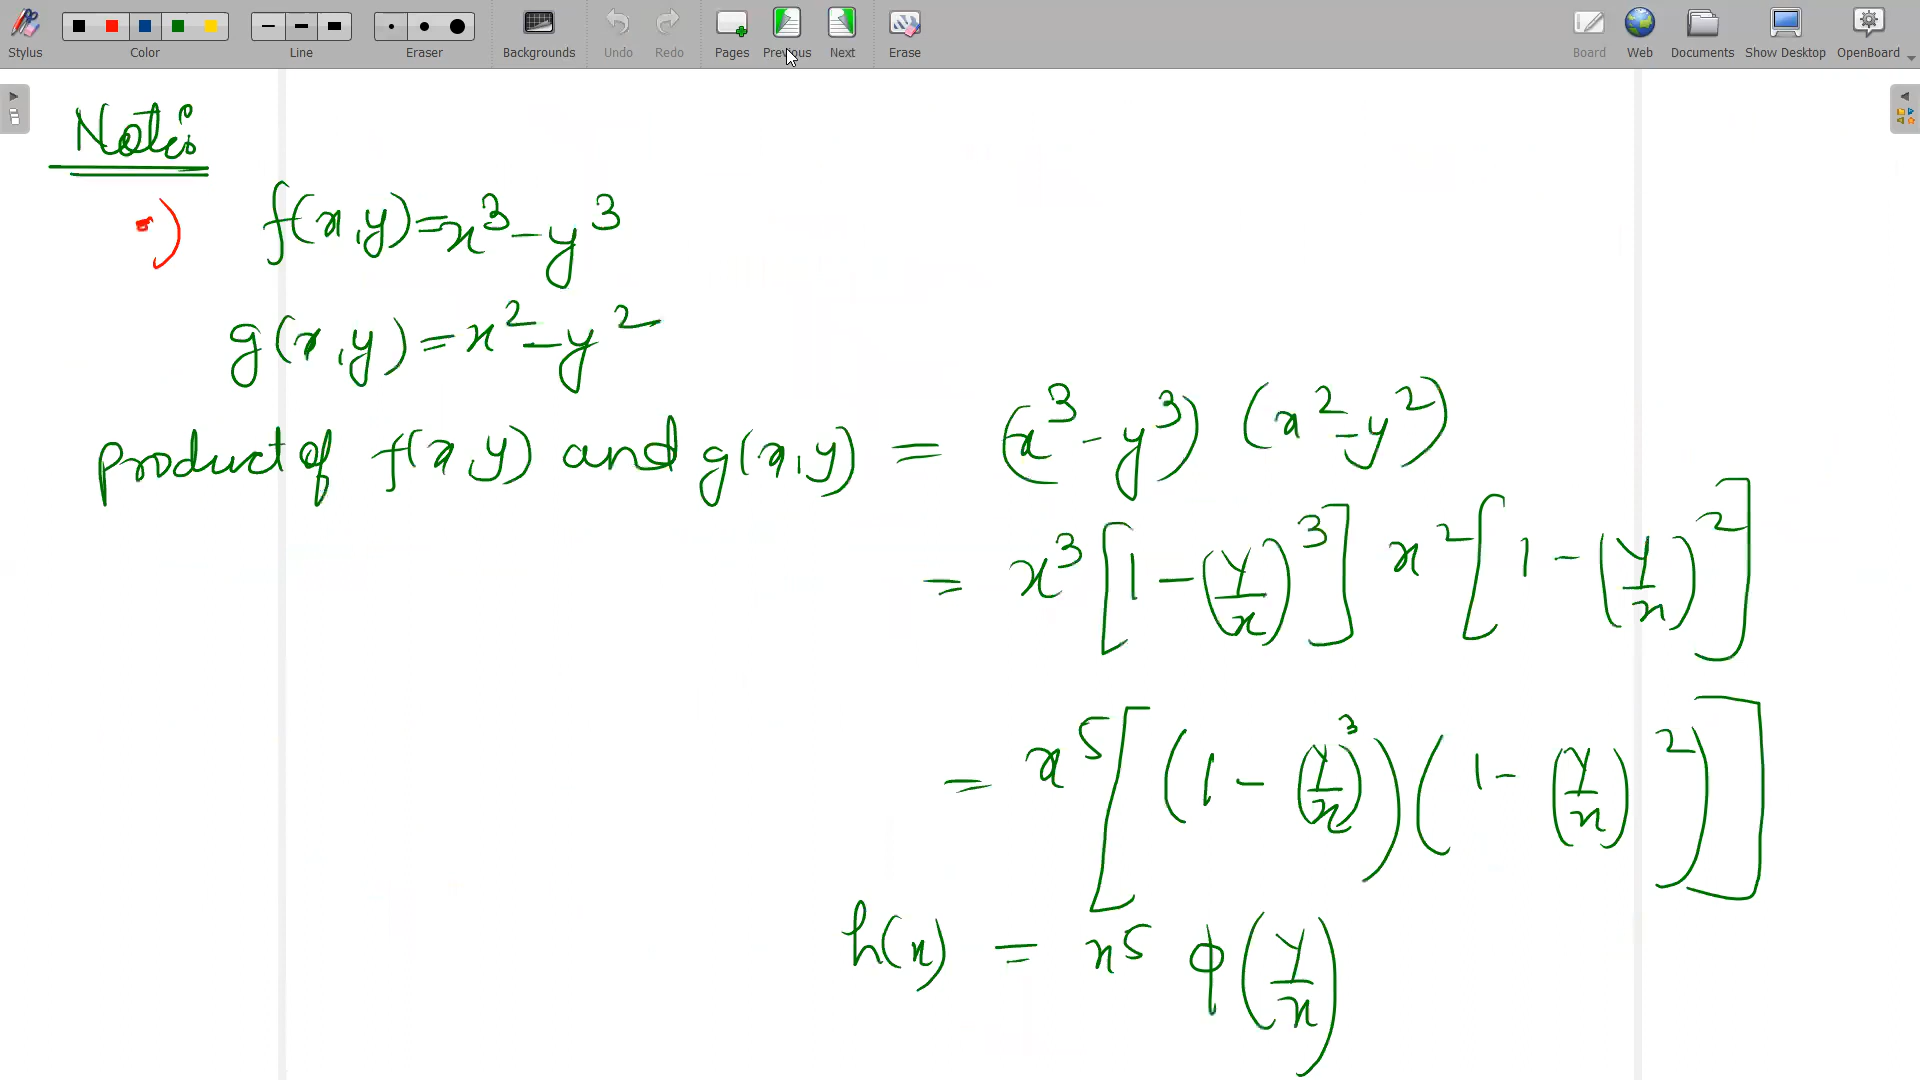 Stylus Color Line Eraser Backgrounds Undo Redo Pages Previous Next Erase Board Web Documents Show Desktop OpenBoard
Note:
•)
f(x,y)=x³-y³
g(x,y)=x²-y²
product of f(x,y) and g(x,y) = (x³-y³) (x²-y²)
= x³ [1-(y/x)³] x² [1-(y/x)²]
= x⁵ [(1-(y/x)³)(1-(y/x)²)]
h(x) = x⁵ ϕ(y/x)